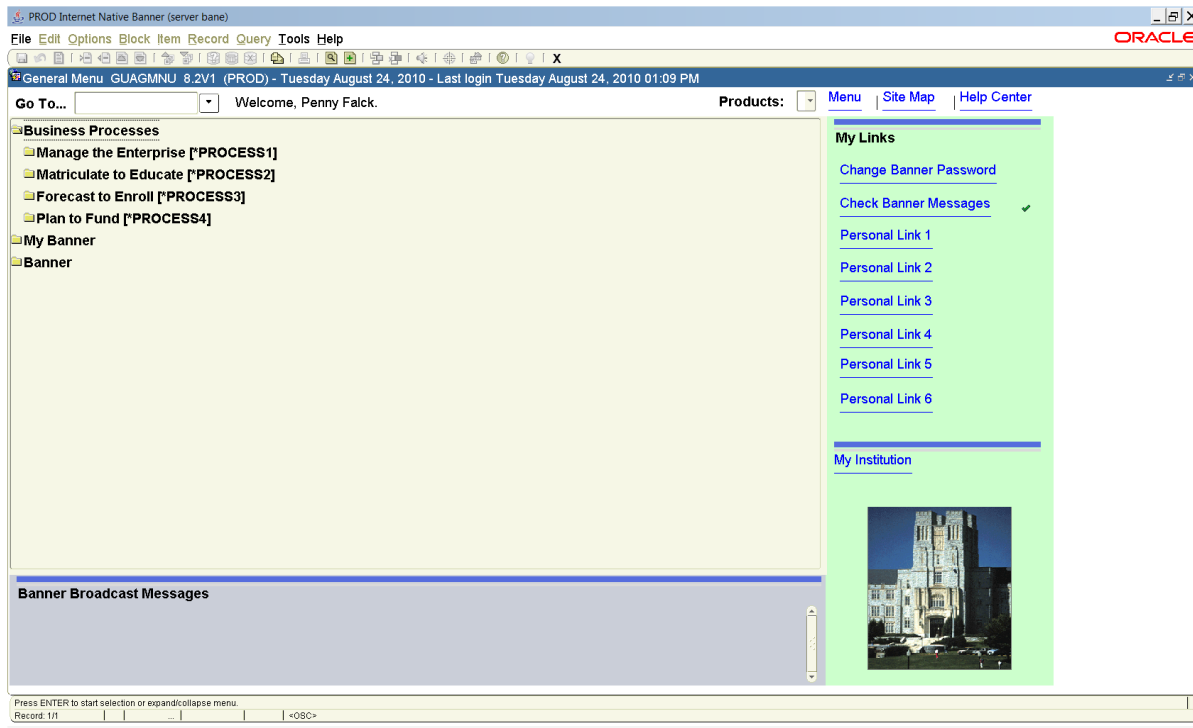 PROD Internet Native Banner (server bane)
File Edit Options Block Item Record Query Tools Help
ORACLE
X
General Menu GUAGMNU 8.2V1 (PROD) - Tuesday August 24, 2010 - Last login Tuesday August 24, 2010 01:09 PM
Go To... Welcome, Penny Falck. Products: Menu | Site Map | Help Center
Business Processes
Manage the Enterprise [*PROCESS1]
Matriculate to Educate [*PROCESS2]
Forecast to Enroll [*PROCESS3]
Plan to Fund [*PROCESS4]
My Banner
Banner
My Links
Change Banner Password
Check Banner Messages
Personal Link 1
Personal Link 2
Personal Link 3
Personal Link 4
Personal Link 5
Personal Link 6
My Institution
Banner Broadcast Messages
Press ENTER to start selection or expand/collapse menu.
Record: 1/1 | | ... | | <OSC>